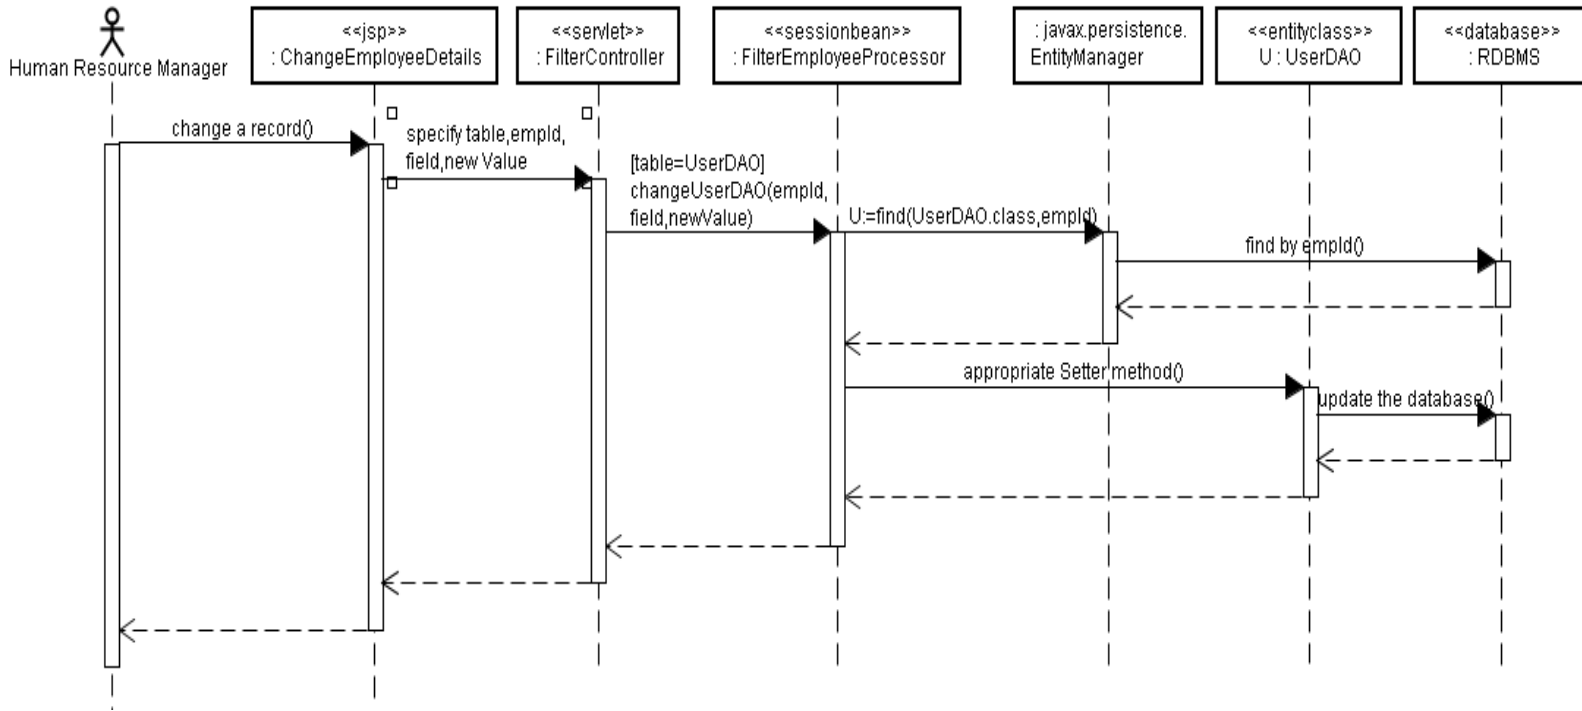 Human Resource Manager
<<jsp>>
: ChangeEmployeeDetails
<<servlet>>
: FilterController
<<sessionbean>>
: FilterEmployeeProcessor
: javax.persistence.
EntityManager
<<entityclass>>
U : UserDAO
<<database>>
: RDBMS
change a record()
specify table,empId,
field,new Value
[table=UserDAO]
changeUserDAO(empId,
field,newValue)
U:=find(UserDAO.class,empId)
find by empId()
appropriate Setter method()
update the database()